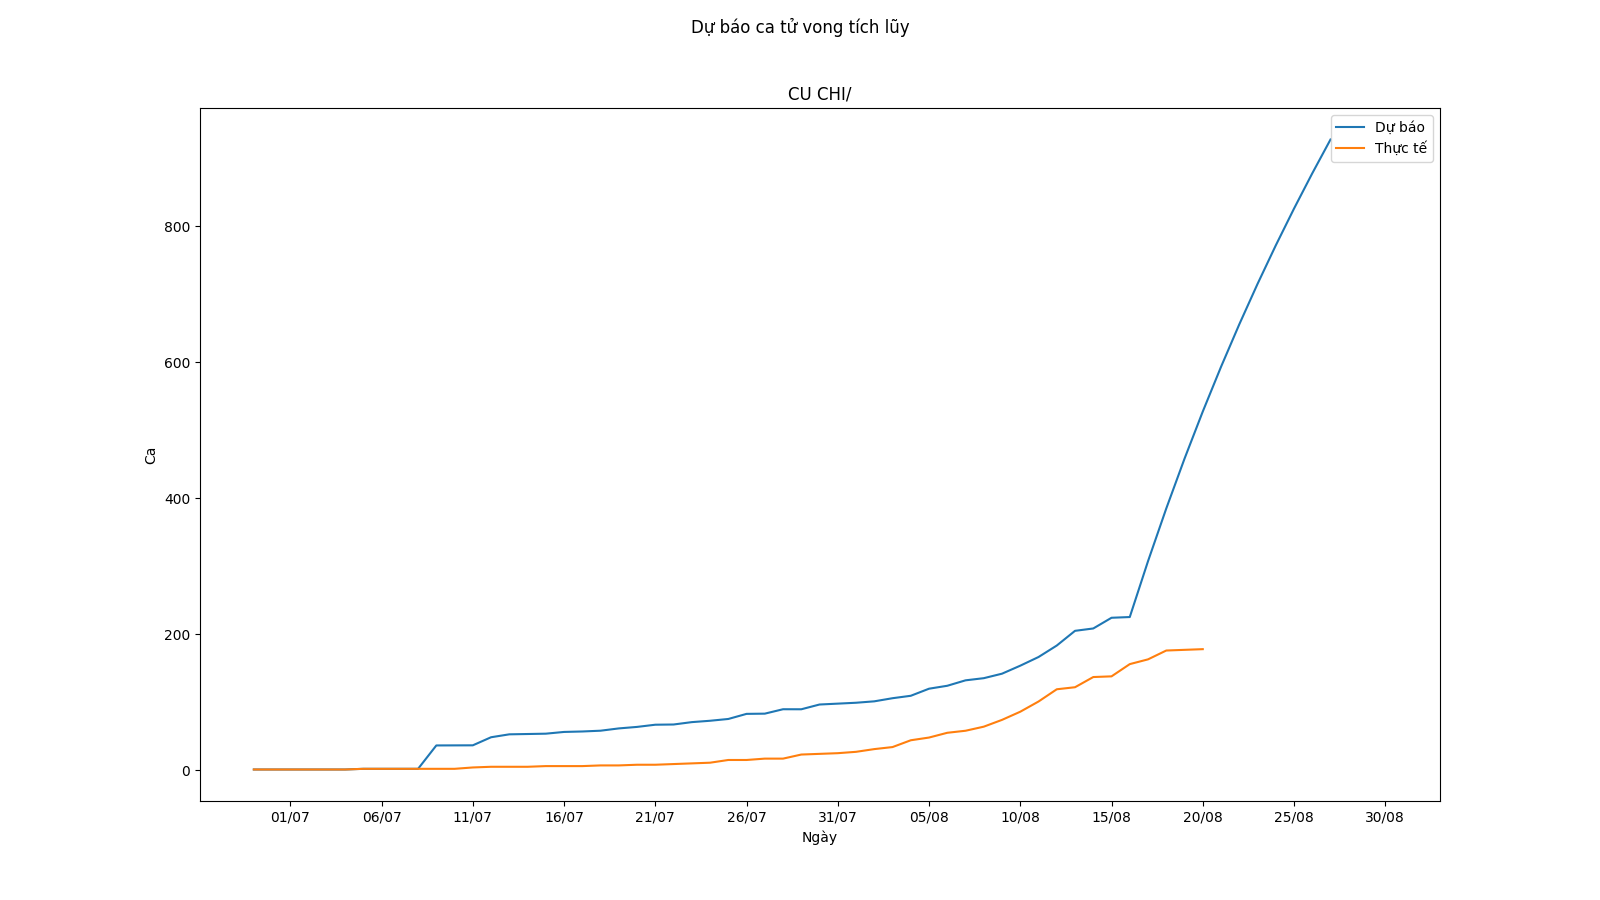 Dự báo ca tử vong tích lũy
CU CHI/
Dự báo
Thực tế
800
600
400
200
0
Ca
01/07 06/07 11/07 16/07 21/07 26/07 31/07 05/08 10/08 15/08 20/08 25/08 30/08
Ngày